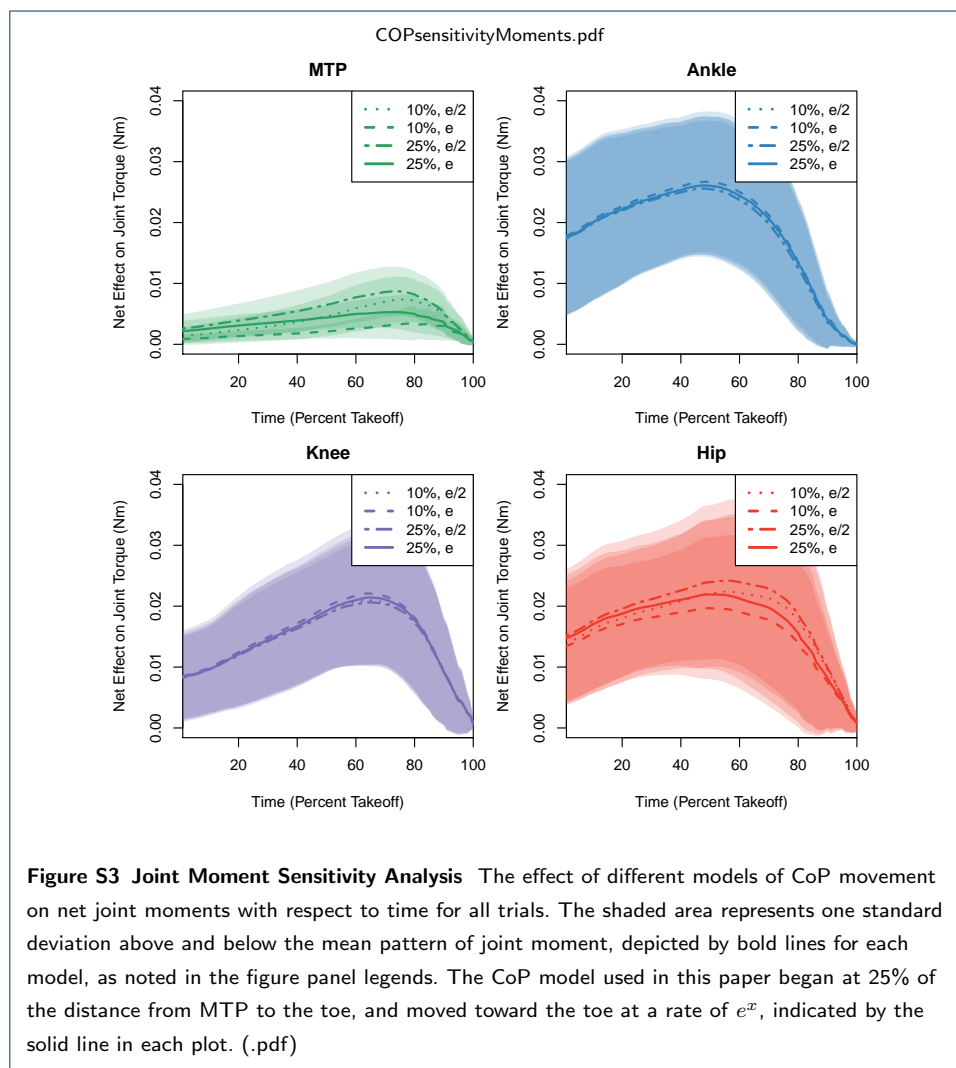 COPsensitivityMoments.pdf
MTP
Net Effect on Joint Torque (Nm)
0.04
0.03
0.02
0.01
0.00
10%, e/2
10%, e
25%, e/2
25%, e
20 40 60 80 100
Time (Percent Takeoff)
Ankle
Net Effect on Joint Torque (Nm)
0.04
0.03
0.02
0.01
0.00
10%, e/2
10%, e
25%, e/2
25%, e
20 40 60 80 100
Time (Percent Takeoff)
Knee
Net Effect on Joint Torque (Nm)
0.04
0.03
0.02
0.01
0.00
10%, e/2
10%, e
25%, e/2
25%, e
20 40 60 80 100
Time (Percent Takeoff)
Hip
Net Effect on Joint Torque (Nm)
0.04
0.03
0.02
0.01
0.00
10%, e/2
10%, e
25%, e/2
25%, e
20 40 60 80 100
Time (Percent Takeoff)
Figure S3 Joint Moment Sensitivity Analysis The effect of different models of CoP movement
on net joint moments with respect to time for all trials. The shaded area represents one standard
deviation above and below the mean pattern of joint moment, depicted by bold lines for each
model, as noted in the figure panel legends. The CoP model used in this paper began at 25% of
the distance from MTP to the toe, and moved toward the toe at a rate of eˣ, indicated by the
solid line in each plot. (.pdf)